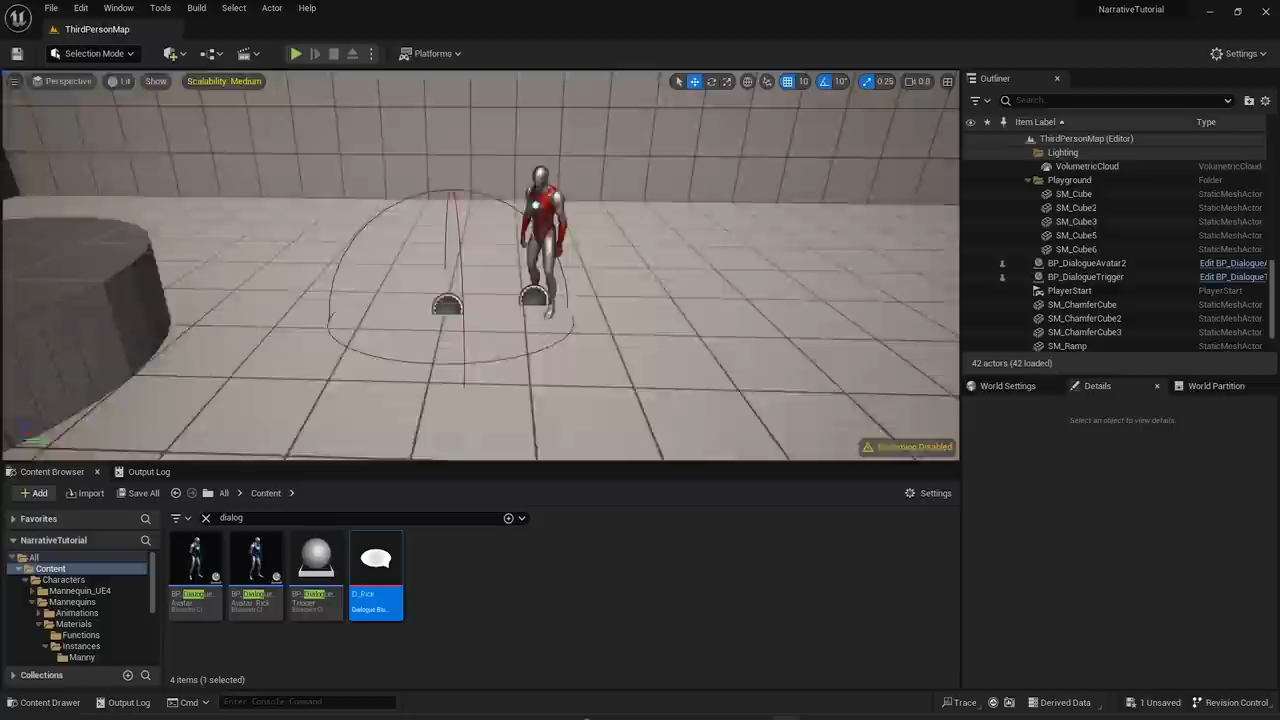 File Edit Window Tools Build Select Actor Help
NarrativeTutorial
ThirdPersonMap
Selection Mode
Platforms
Settings
Perspective
Lit
Show
Scalability: Medium
10
10°
0.25
0.8
Outliner
Search...
Item Label
Type
ThirdPersonMap (Editor)
Lighting
VolumetricCloud VolumetricCloud
Playground Folder
SM_Cube StaticMeshActor
SM_Cube2 StaticMeshActor
SM_Cube3 StaticMeshActor
SM_Cube5 StaticMeshActor
SM_Cube6 StaticMeshActor
BP_DialogueAvatar2 Edit BP_Dialogue
BP_DialogueTrigger Edit BP_Dialogue
PlayerStart PlayerStart
SM_ChamferCube StaticMeshActor
SM_ChamferCube2 StaticMeshActor
SM_ChamferCube3 StaticMeshActor
SM_Ramp StaticMeshActor
42 actors (42 loaded)
World Settings
Details
World Partition
Select an object to view details.
Disabled
Content Browser
Output Log
Add
Import
Save All
All
Content
Settings
Favorites
dialog
NarrativeTutorial
All
Content
Characters
Mannequin_UE4
Mannequins
Animations
Materials
Functions
Instances
Manny
Collections
BP_Dialogue
Avatar
Blueprint Cl
BP_Dialogue
Avatar_Rick
Blueprint Cl
BP_Dialogue
Trigger
Blueprint Cl
D_Rick
Dialogue Blu...
4 items (1 selected)
Content Drawer
Output Log
Cmd
Enter Console Command
Trace
Derived Data
1 Unsaved
Revision Control